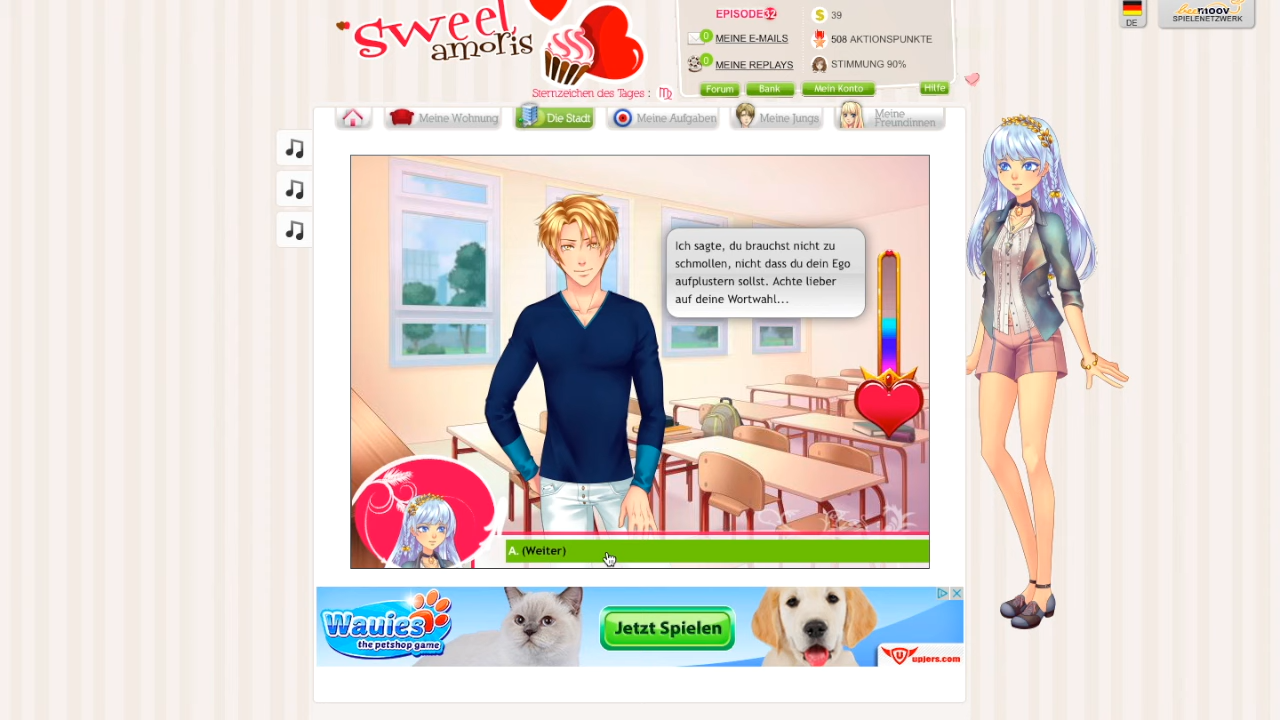 sweet
amoris
EPISODE 32
39
0 MEINE E-MAILS
508 AKTIONSPUNKTE
0 MEINE REPLAYS
STIMMUNG 90%
Sternzeichen des Tages : ♍
Forum
Bank
Mein Konto
Hilfe
DE
beemoov
SPIELENETZWERK
Meine Wohnung
Die Stadt
Meine Aufgaben
Meine Jungs
Meine
Freundinnen
Ich sagte, du brauchst nicht zu
schmollen, nicht dass du dein Ego
aufplustern sollst. Achte lieber
auf deine Wortwahl...
A. (Weiter)
Wauies
the petshop game
Jetzt Spielen
upjers.com